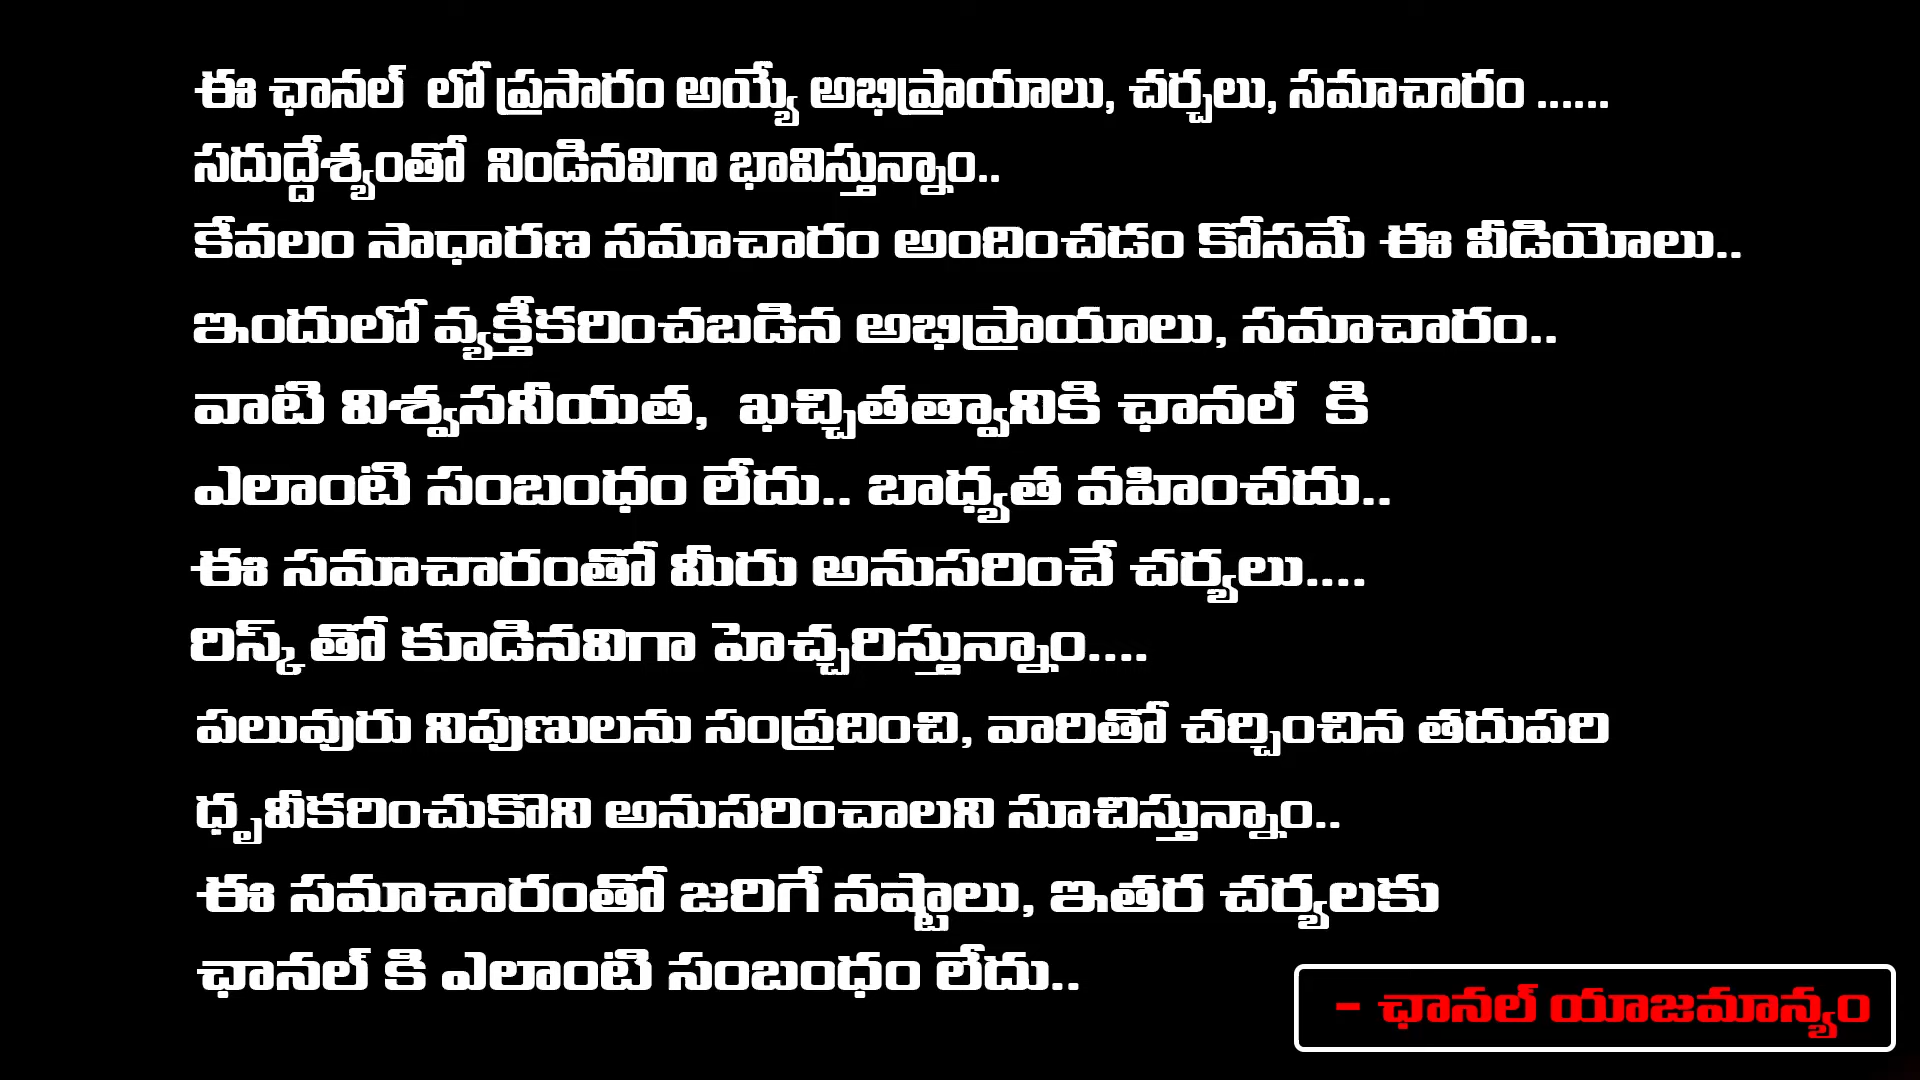 ఈ ఛానల్ లో ప్రసారం అయ్యే అభిప్రాయాలు, చర్చలు, సమాచారం ......
సదుద్దేశ్యంతో నిండినవిగా భావిస్తున్నాం..
కేవలం సాధారణ సమాచారం అందించడం కోసమే ఈ వీడియోలు..
ఇందులో వ్యక్తీకరించబడిన అభిప్రాయాలు, సమాచారం..
వాటి విశ్వసనీయత, ఖచ్చితత్వానికి ఛానల్ కి
ఎలాంటి సంబంధం లేదు.. బాధ్యత వహించదు..
ఈ సమాచారంతో మీరు అనుసరించే చర్యలు....
రిస్క్ తో కూడినవిగా హెచ్చరిస్తున్నాం....
పలువురు నిపుణులను సంప్రదించి, వారితో చర్చించిన తదుపరి
ధృవీకరించుకొని అనుసరించాలని సూచిస్తున్నాం..
ఈ సమాచారంతో జరిగే నష్టాలు, ఇతర చర్యలకు
ఛానల్ కి ఎలాంటి సంబంధం లేదు..
- ఛానల్ యాజమాన్యం